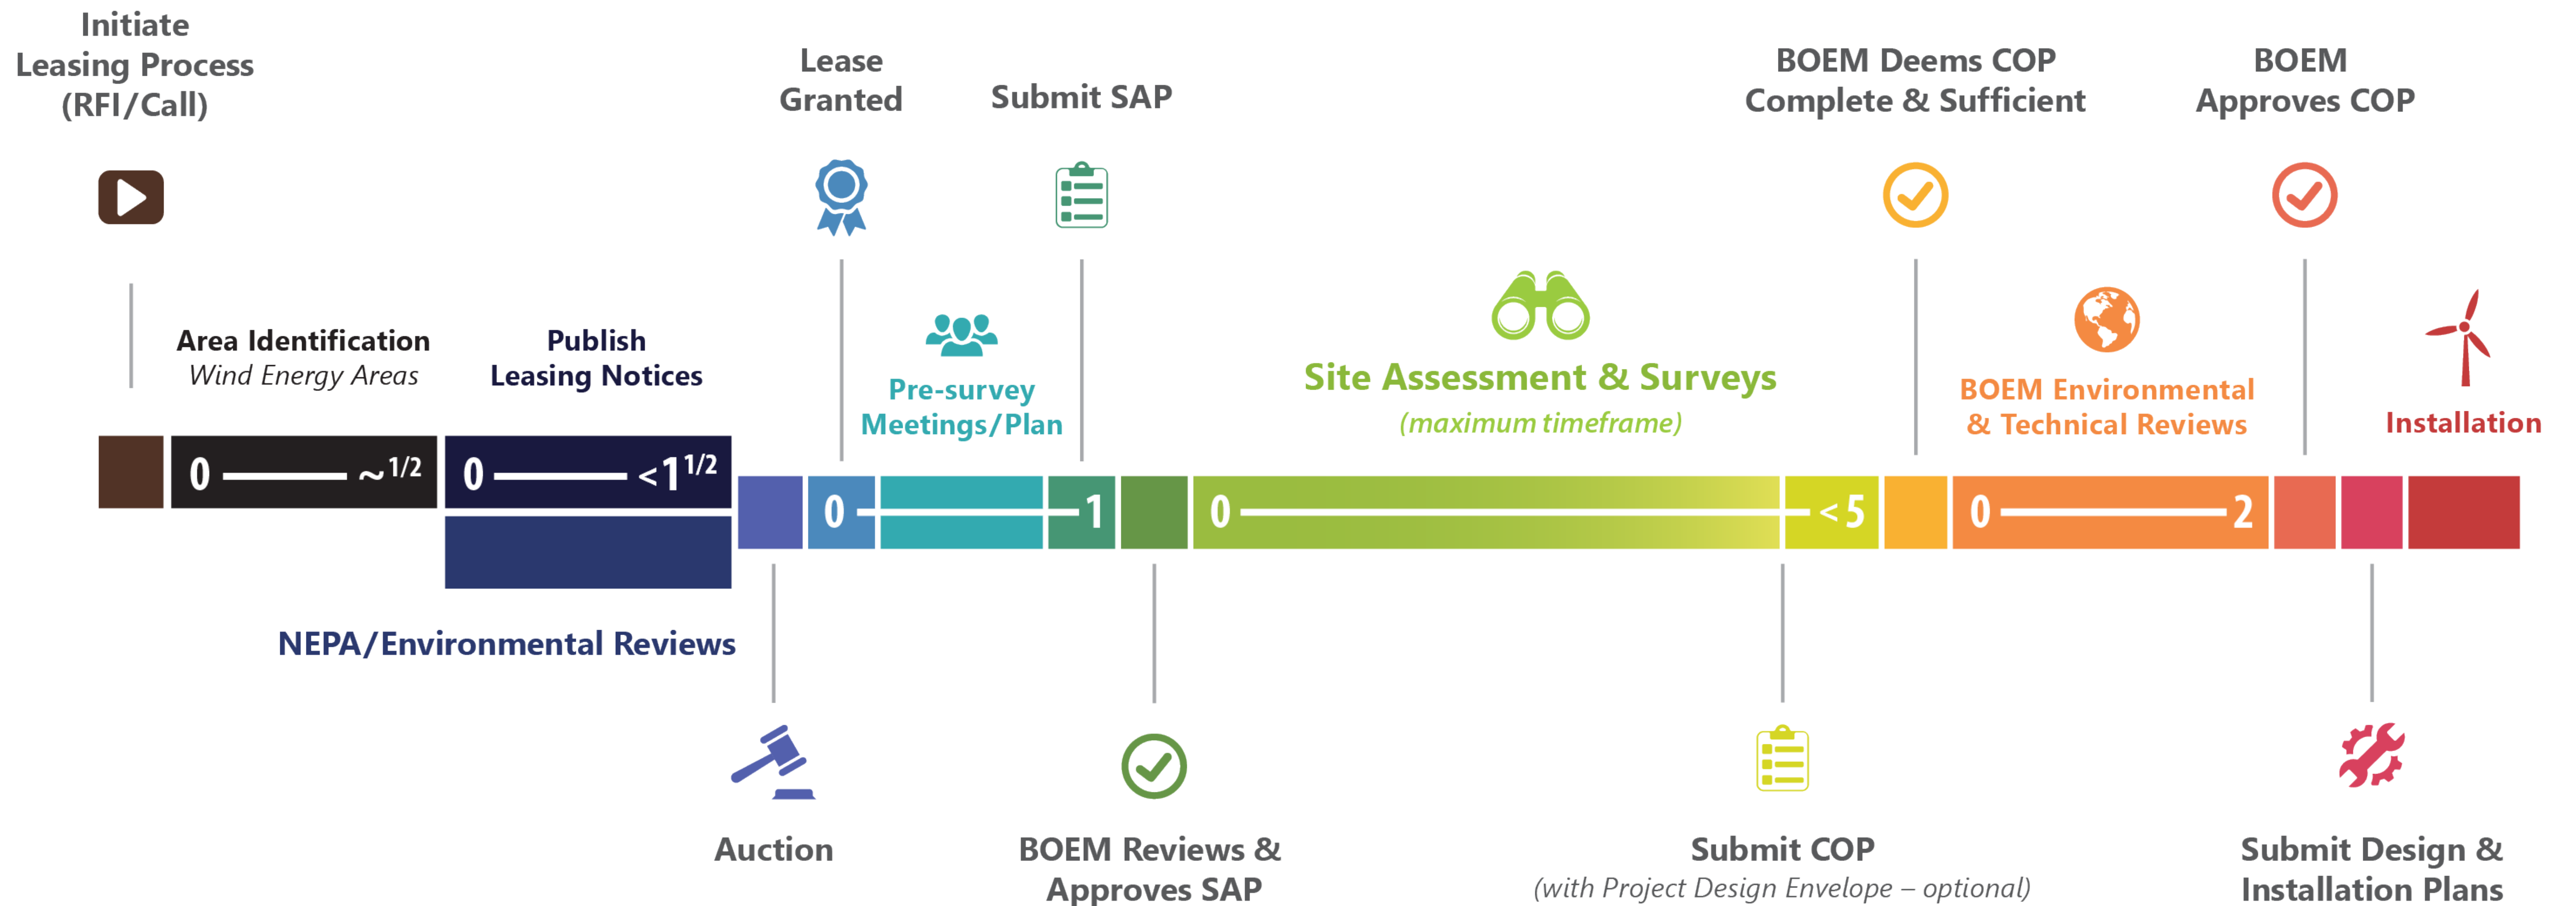 Initiate
Leasing Process
(RFI/Call)
Lease
Granted
Submit SAP
BOEM Deems COP
Complete & Sufficient
BOEM
Approves COP
Area Identification
Wind Energy Areas
Publish
Leasing Notices
Pre-survey
Meetings/Plan
Site Assessment & Surveys
(maximum timeframe)
BOEM Environmental
& Technical Reviews
Installation
0 ~1/2
0 <1 1/2
0 1
0 <5
0 2
NEPA/Environmental Reviews
Auction
BOEM Reviews &
Approves SAP
Submit COP
(with Project Design Envelope – optional)
Submit Design &
Installation Plans